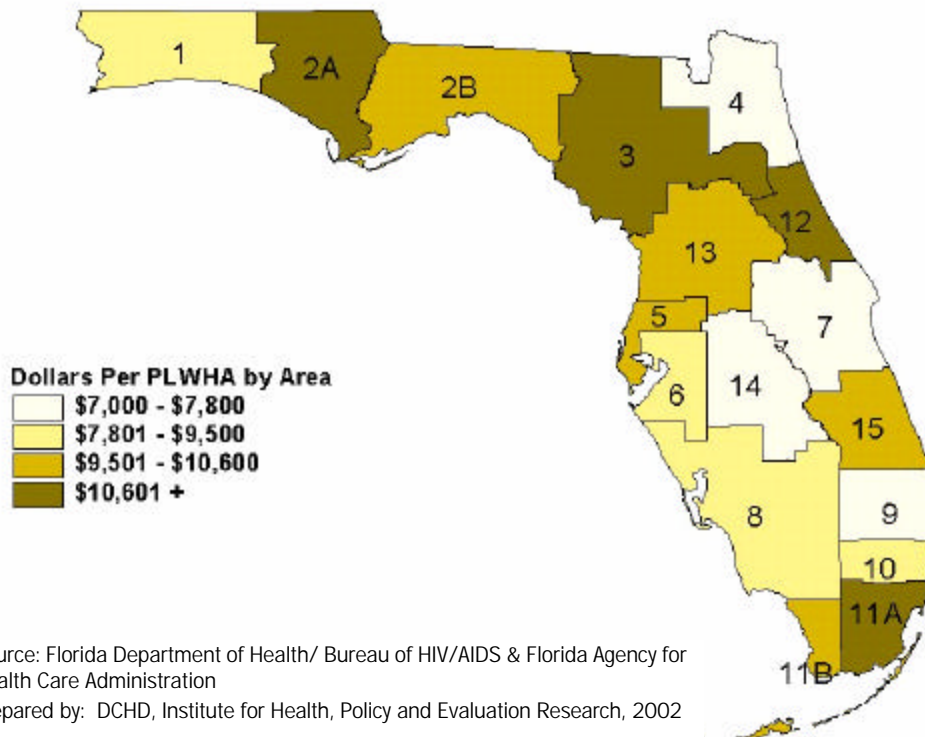 1
2A
2B
4
3
12
13
7
5
Dollars Per PLWHA by Area
$7,000 - $7,800
$7,801 - $9,500
$9,501 - $10,600
$10,601 +
14
6
15
8
9
10
11A
11B
urce: Florida Department of Health/ Bureau of HIV/AIDS & Florida Agency for
alth Care Administration
epared by: DCHD, Institute for Health, Policy and Evaluation Research, 2002